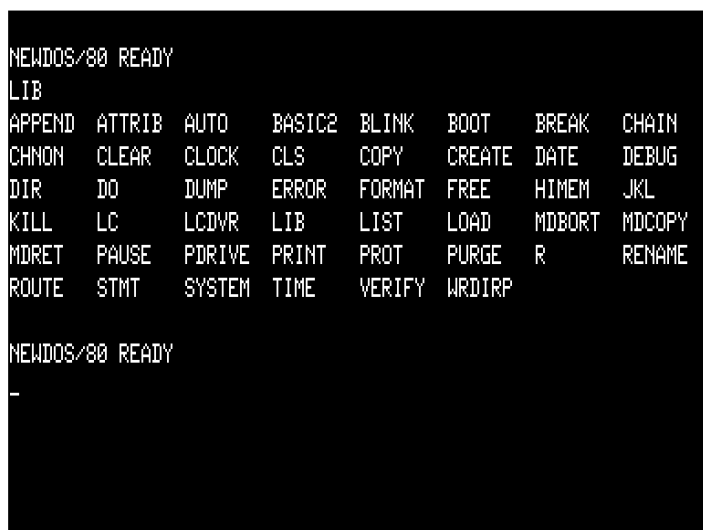 NEWDOS/80 READY
LIB
APPEND ATTRIB AUTO BASIC2 BLINK BOOT BREAK CHAIN
CHNON CLEAR CLOCK CLS COPY CREATE DATE DEBUG
DIR DO DUMP ERROR FORMAT FREE HIMEM JKL
KILL LC LCDVR LIB LIST LOAD MDBORT MDCOPY
MDRET PAUSE PDRIVE PRINT PROT PURGE R RENAME
ROUTE STMT SYSTEM TIME VERIFY WRDIRP
NEWDOS/80 READY
_